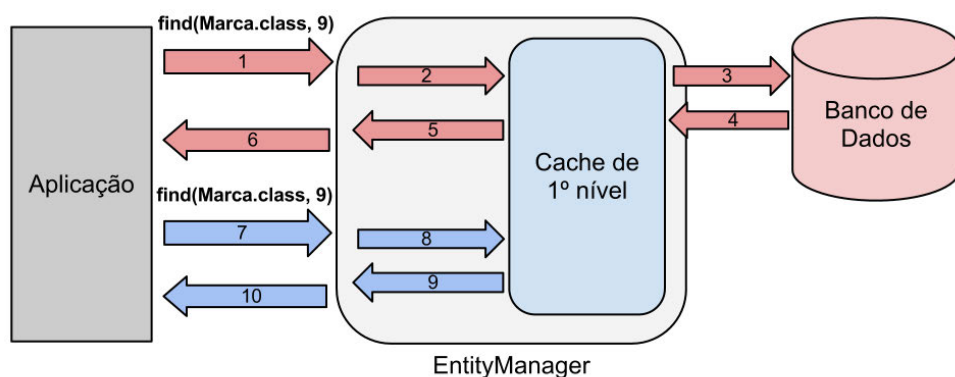 find(Marca.class, 9)
1
2
3
4
5
6
Aplicação
Cache de
1º nível
Banco de
Dados
find(Marca.class, 9)
7
8
9
10
EntityManager